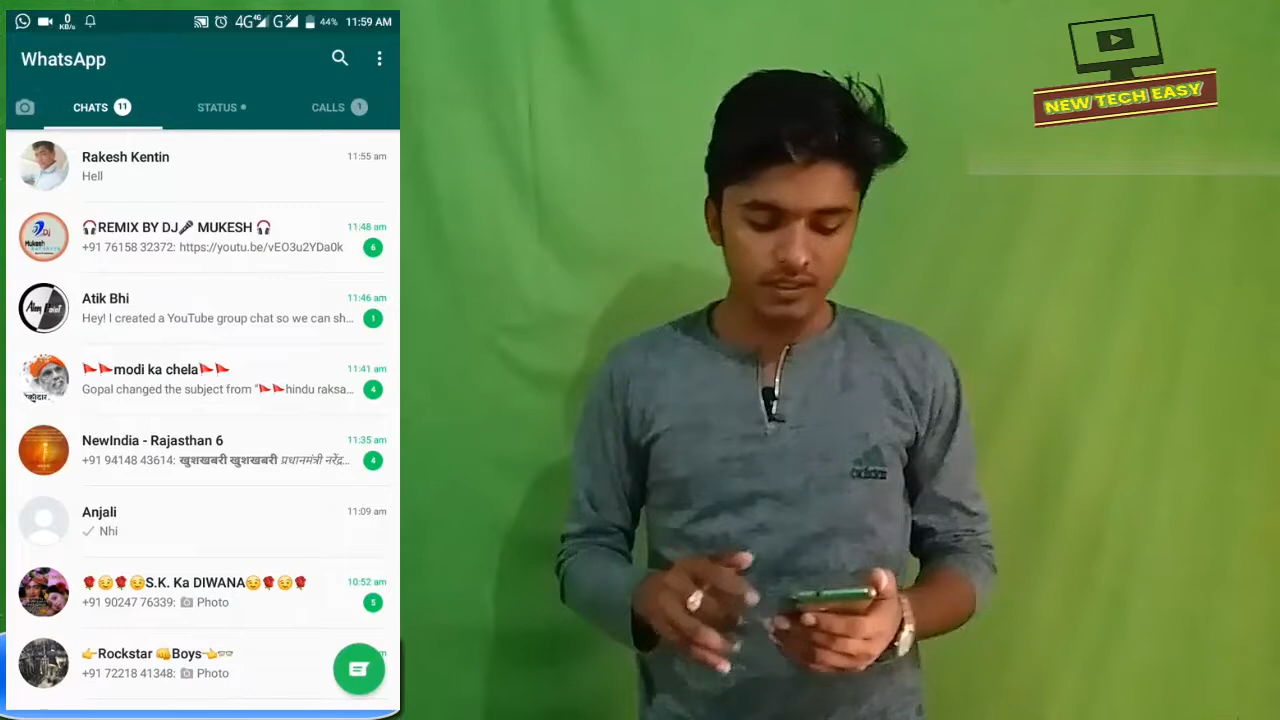 0
KB/s
4G 4G G 44% 11:59 AM
WhatsApp
CHATS 11 STATUS CALLS 1
Rakesh Kentin 11:55 am
Hell
🎧REMIX BY DJ🎤 MUKESH 🎧 11:48 am
+91 76158 32372: https://youtu.be/vEO3u2YDa0k 6
Atik Bhi 11:46 am
Hey! I created a YouTube group chat so we can sh... 1
🚩🚩modi ka chela🚩🚩 11:41 am
Gopal changed the subject from "🚩🚩hindu raksa... 4
NewIndia - Rajasthan 6 11:35 am
+91 94148 43614: खुशखबरी खुशखबरी प्रधानमंत्री नरेंद्र... 4
Anjali 11:09 am
Nhi
🌹😏🌹😏S.K. Ka DIWANA😏🌹😏🌹 10:52 am
+91 90247 76339: 📷 Photo 5
👉Rockstar 👊Boys👈👓
+91 72218 41348: 📷 Photo
NEW TECH EASY
adidas